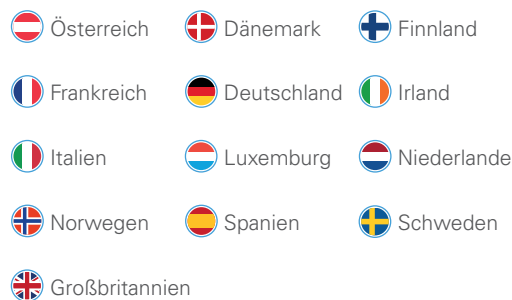 Österreich Dänemark Finnland
Frankreich Deutschland Irland
Italien Luxemburg Niederlande
Norwegen Spanien Schweden
Großbritannien